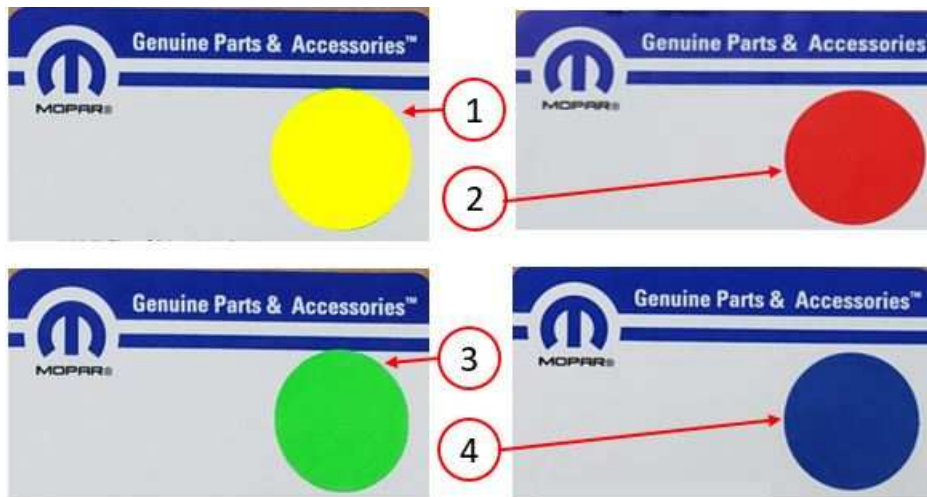 Genuine Parts & Accessories™
MOPAR®
1
Genuine Parts & Accessories
MOPAR®
2
Genuine Parts & Accessories™
MOPAR®
3
Genuine Parts & Accessories™
MOPAR®
4